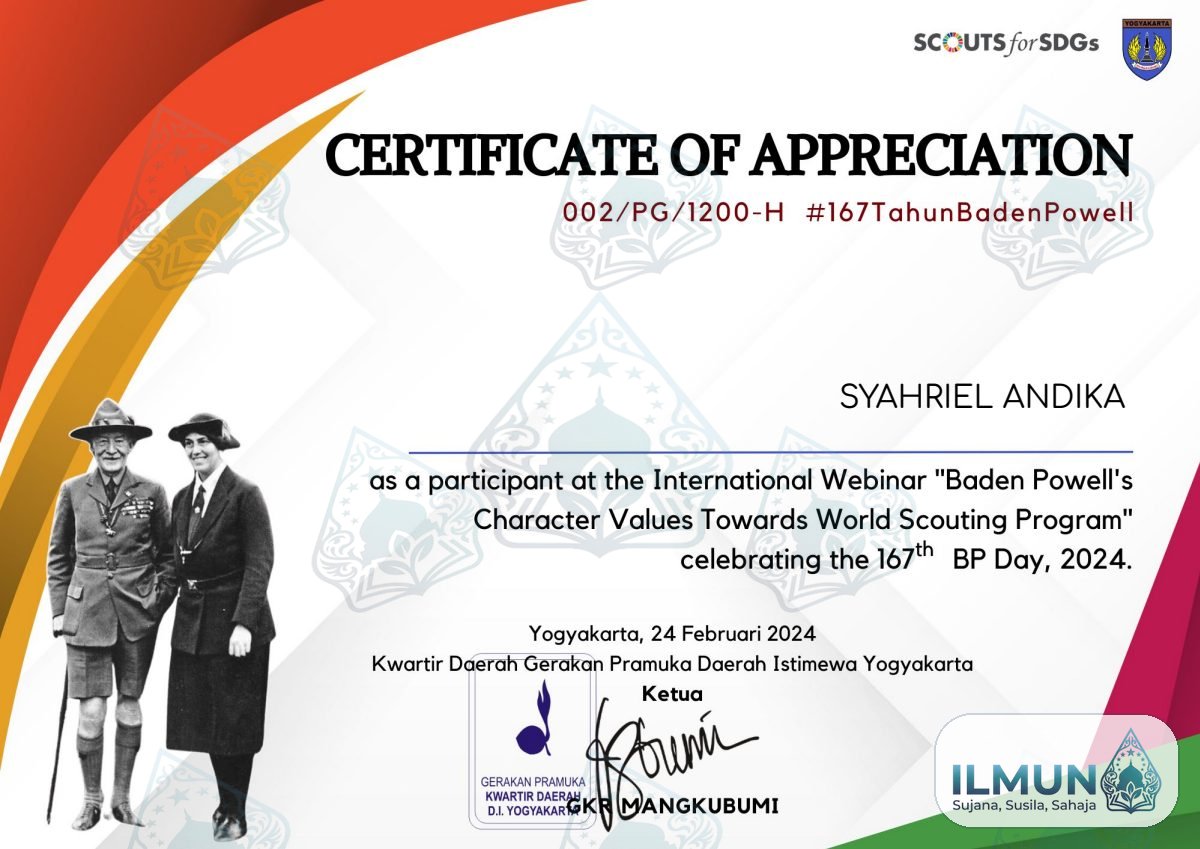 SCOUTS for SDGs
YOGYAKARTA
CERTIFICATE OF APPRECIATION
002/PG/1200-H #167TahunBadenPowell
SYAHRIEL ANDIKA
as a participant at the International Webinar "Baden Powell's
Character Values Towards World Scouting Program"
celebrating the 167th BP Day, 2024.
Yogyakarta, 24 Februari 2024
Kwartir Daerah Gerakan Pramuka Daerah Istimewa Yogyakarta
Ketua
GERAKAN PRAMUKA
KWARTIR DAERAH
D.I. YOGYAKARTA
GKR MANGKUBUMI
ILMUN
Sujana, Susila, Sahaja